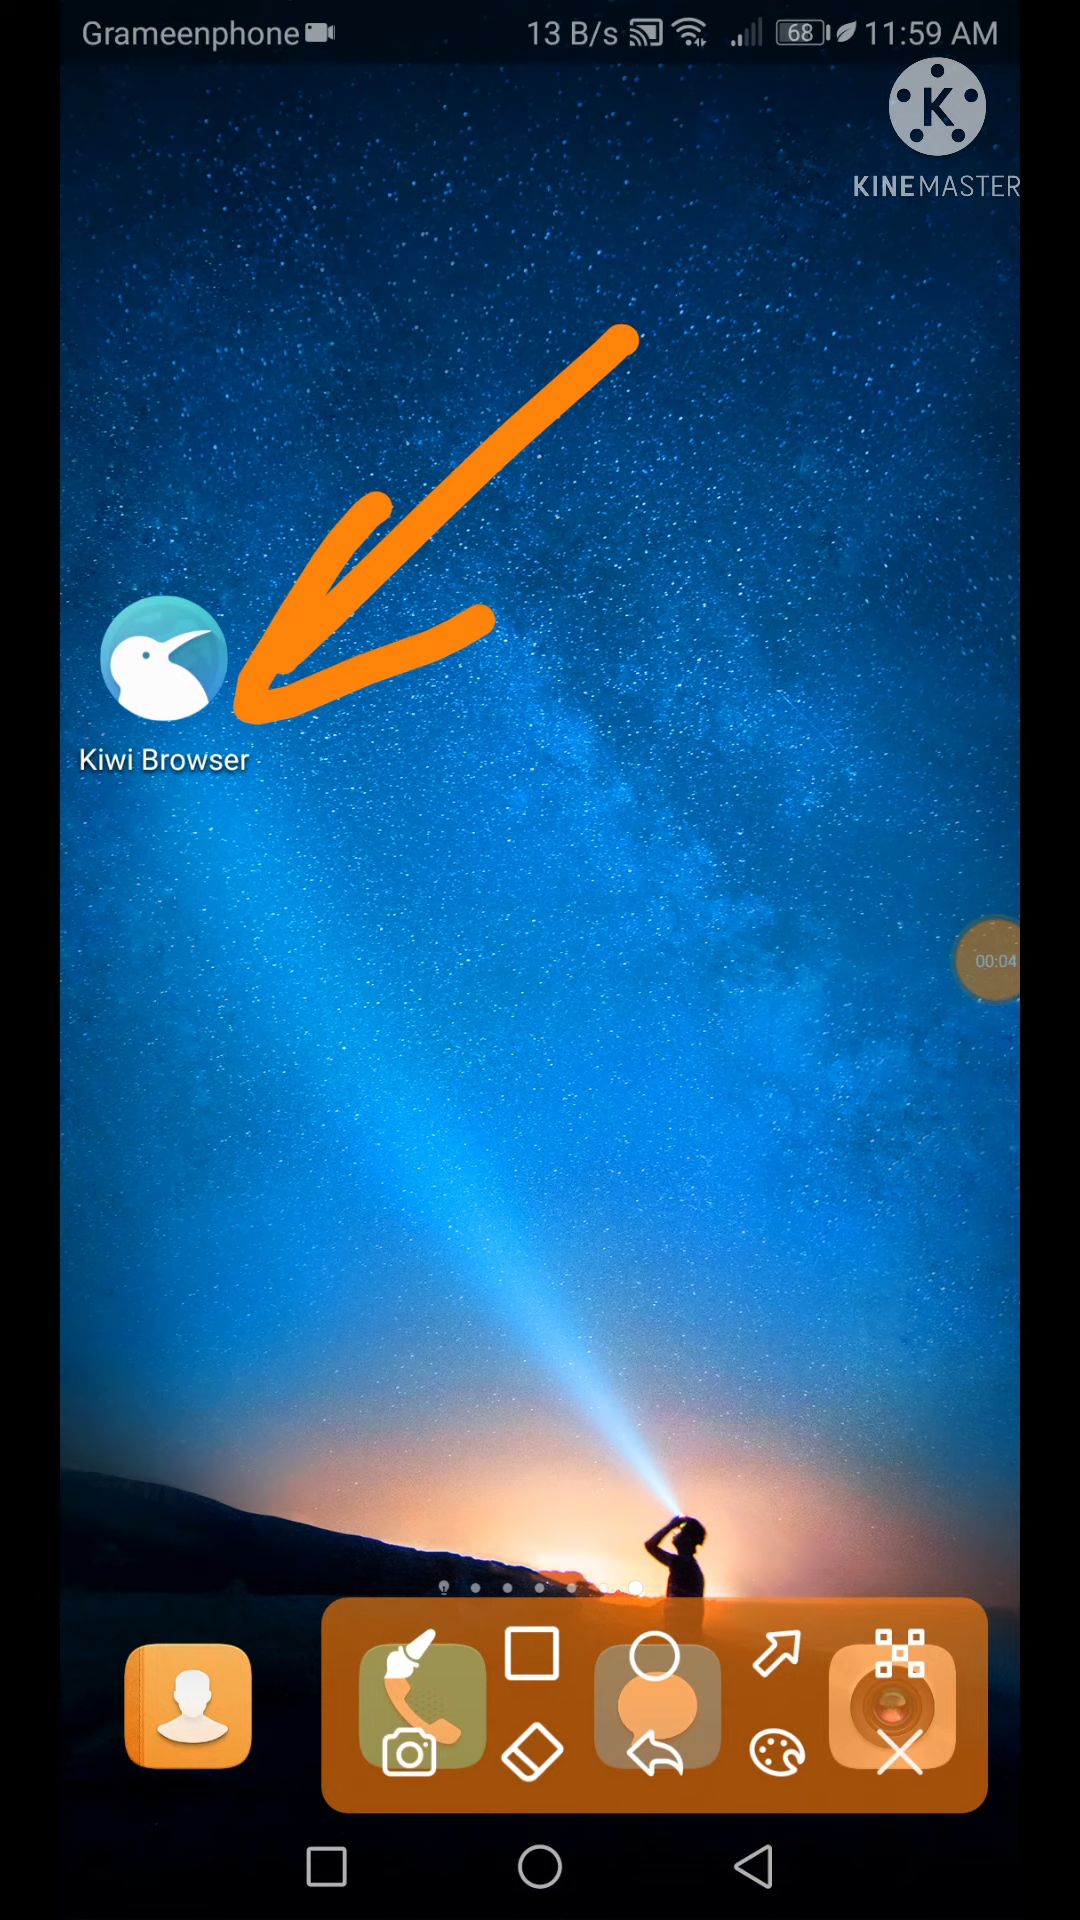 Grameenphone 13 B/s 68 11:59 AM
K
KINEMASTER
Kiwi Browser
00:04